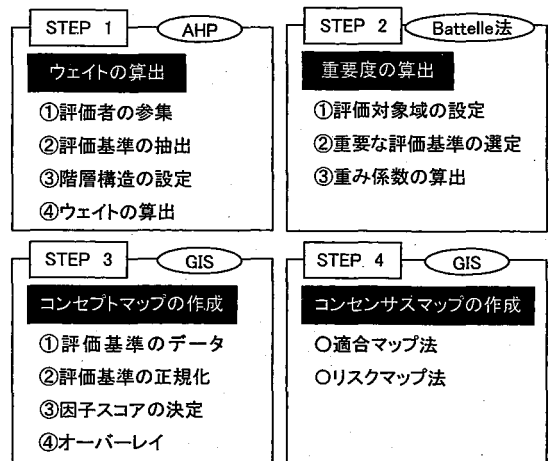 STEP 1
AHP
ウェイトの算出
①評価者の参集
②評価基準の抽出
③階層構造の設定
④ウェイトの算出
STEP 2
Battelle法
重要度の算出
①評価対象域の設定
②重要な評価基準の選定
③重み係数の算出
STEP 3
GIS
コンセプトマップの作成
①評価基準のデータ
②評価基準の正規化
③因子スコアの決定
④オーバーレイ
STEP 4
GIS
コンセンサスマップの作成
○適合マップ法
○リスクマップ法